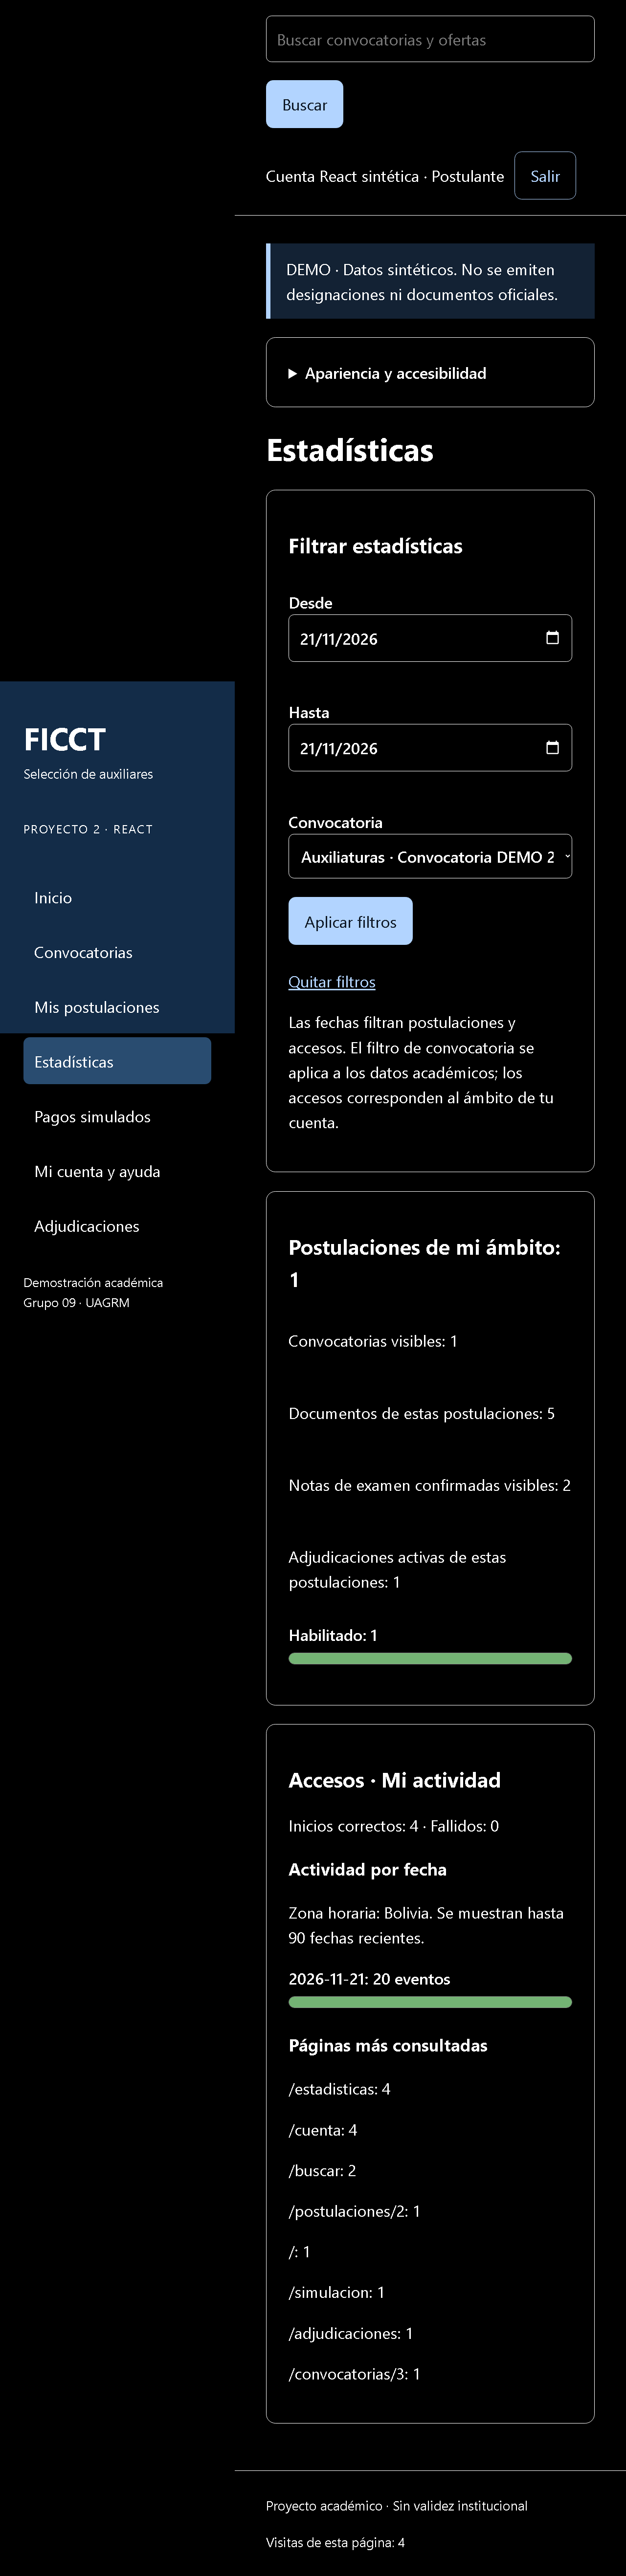 Buscar convocatorias y ofertas
Buscar
Cuenta React sintética · Postulante
Salir
DEMO · Datos sintéticos. No se emiten
designaciones ni documentos oficiales.
Apariencia y accesibilidad
Estadísticas
Filtrar estadísticas
Desde
21/11/2026
Hasta
21/11/2026
Convocatoria
Auxiliaturas · Convocatoria DEMO 2
Aplicar filtros
Quitar filtros
Las fechas filtran postulaciones y
accesos. El filtro de convocatoria se
aplica a los datos académicos; los
accesos corresponden al ámbito de tu
cuenta.
FICCT
Selección de auxiliares
PROYECTO 2 · REACT
Inicio
Convocatorias
Mis postulaciones
Estadísticas
Pagos simulados
Mi cuenta y ayuda
Adjudicaciones
Demostración académica
Grupo 09 · UAGRM
Postulaciones de mi ámbito:
1
Convocatorias visibles: 1
Documentos de estas postulaciones: 5
Notas de examen confirmadas visibles: 2
Adjudicaciones activas de estas
postulaciones: 1
Habilitado: 1
Accesos · Mi actividad
Inicios correctos: 4 · Fallidos: 0
Actividad por fecha
Zona horaria: Bolivia. Se muestran hasta
90 fechas recientes.
2026-11-21: 20 eventos
Páginas más consultadas
/estadisticas: 4
/cuenta: 4
/buscar: 2
/postulaciones/2: 1
/: 1
/simulacion: 1
/adjudicaciones: 1
/convocatorias/3: 1
Proyecto académico · Sin validez institucional
Visitas de esta página: 4